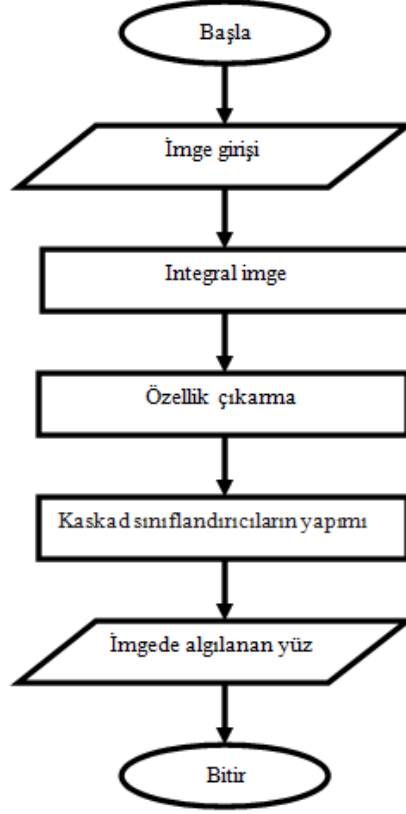 Başla
İmge girişi
Integral imge
Özellik çıkarma
Kaskad sınıflandırıcıların yapımı
İmgede algılanan yüz
Bitir